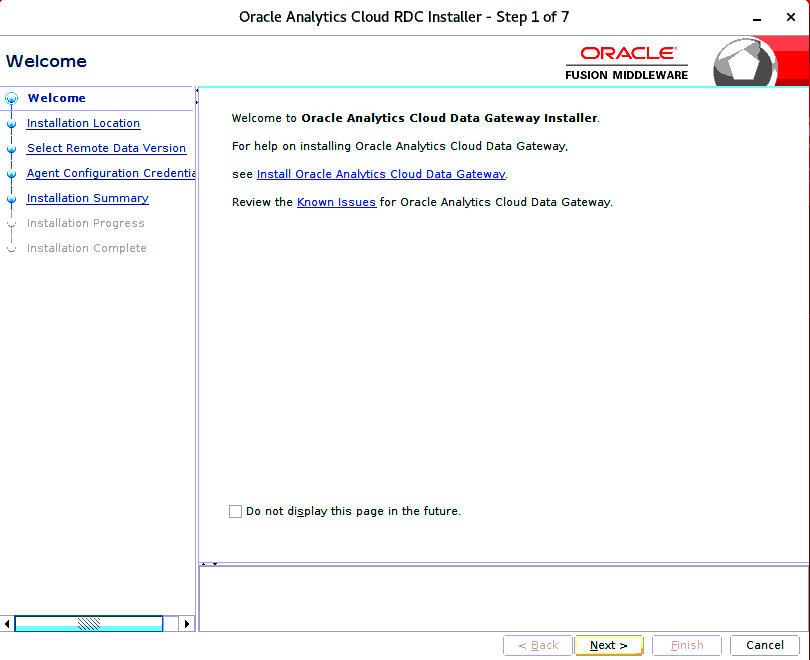 Oracle Analytics Cloud RDC Installer - Step 1 of 7
Welcome
ORACLE
FUSION MIDDLEWARE
Welcome
Installation Location
Select Remote Data Version
Agent Configuration Credentia
Installation Summary
Installation Progress
Installation Complete
Welcome to Oracle Analytics Cloud Data Gateway Installer.
For help on installing Oracle Analytics Cloud Data Gateway,
see Install Oracle Analytics Cloud Data Gateway.
Review the Known Issues for Oracle Analytics Cloud Data Gateway.
Do not display this page in the future.
< Back
Next >
Finish
Cancel